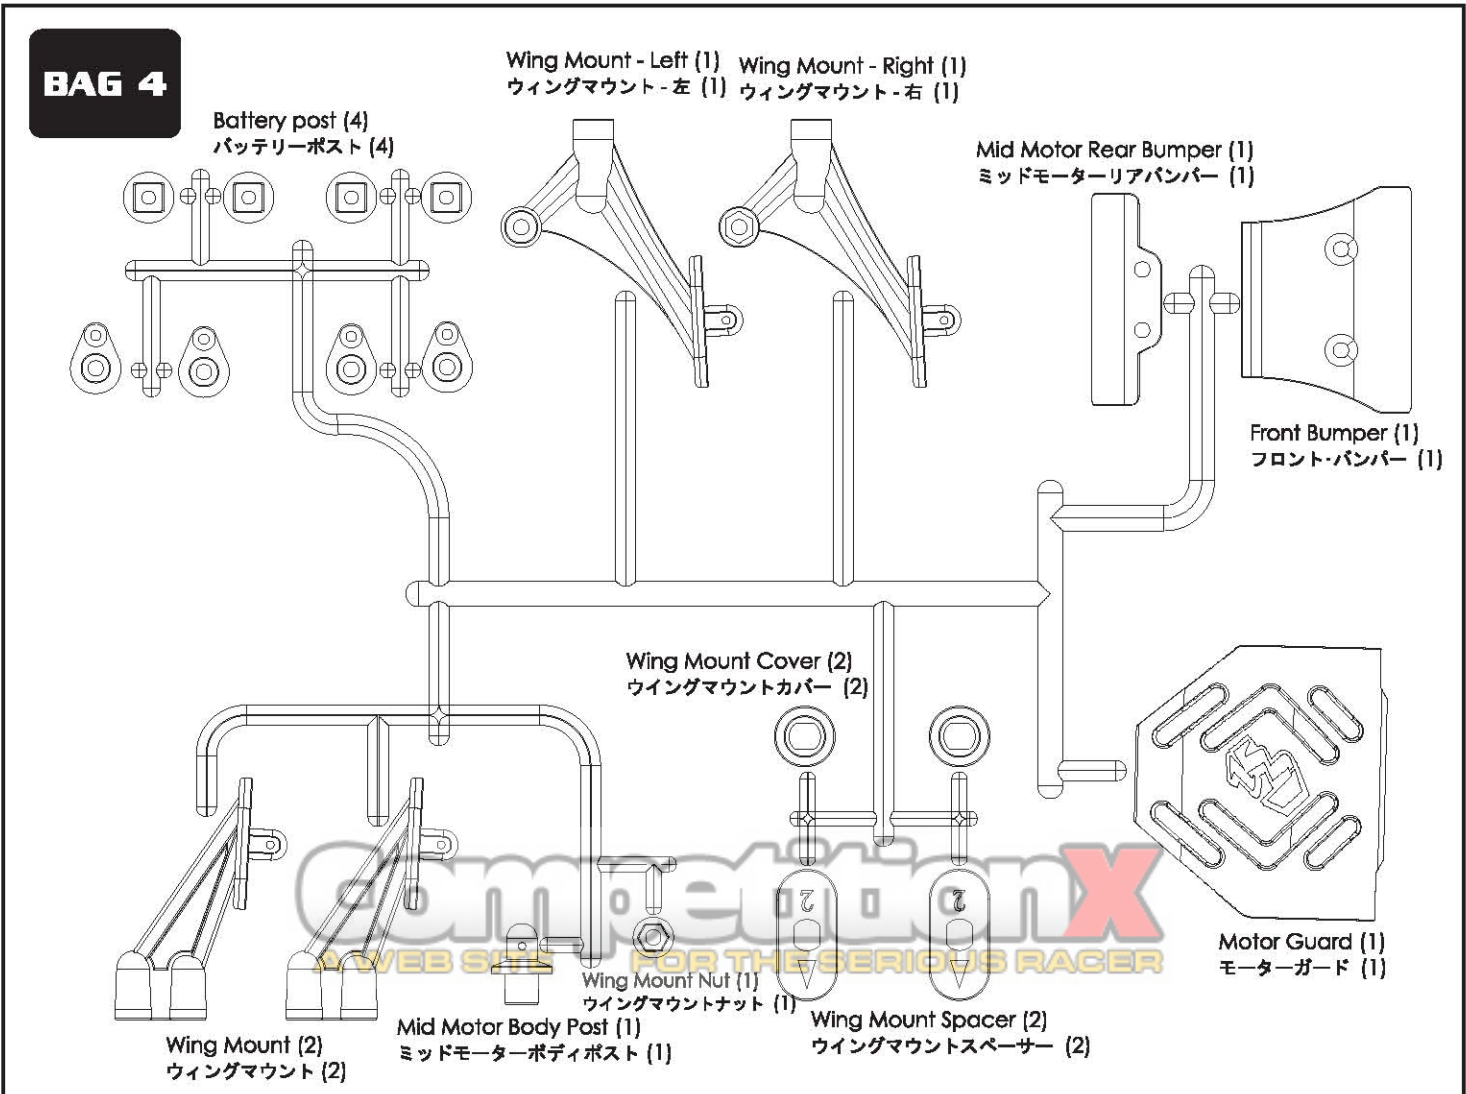 BAG 4
Battery post (4)
バッテリーポスト (4)
Wing Mount - Left (1)
ウィングマウント - 左 (1)
Wing Mount - Right (1)
ウィングマウント - 右 (1)
Mid Motor Rear Bumper (1)
ミッドモーターリアバンパー (1)
Front Bumper (1)
フロント・バンパー (1)
Wing Mount Cover (2)
ウイングマウントカバー (2)
2
2
CompetitionX
A WEB SITE FOR THE SERIOUS RACER
Motor Guard (1)
モーターガード (1)
Wing Mount Nut (1)
ウイングマウントナット (1)
Wing Mount Spacer (2)
ウイングマウントスペーサー (2)
Mid Motor Body Post (1)
ミッドモーターボディポスト (1)
Wing Mount (2)
ウィングマウント (2)